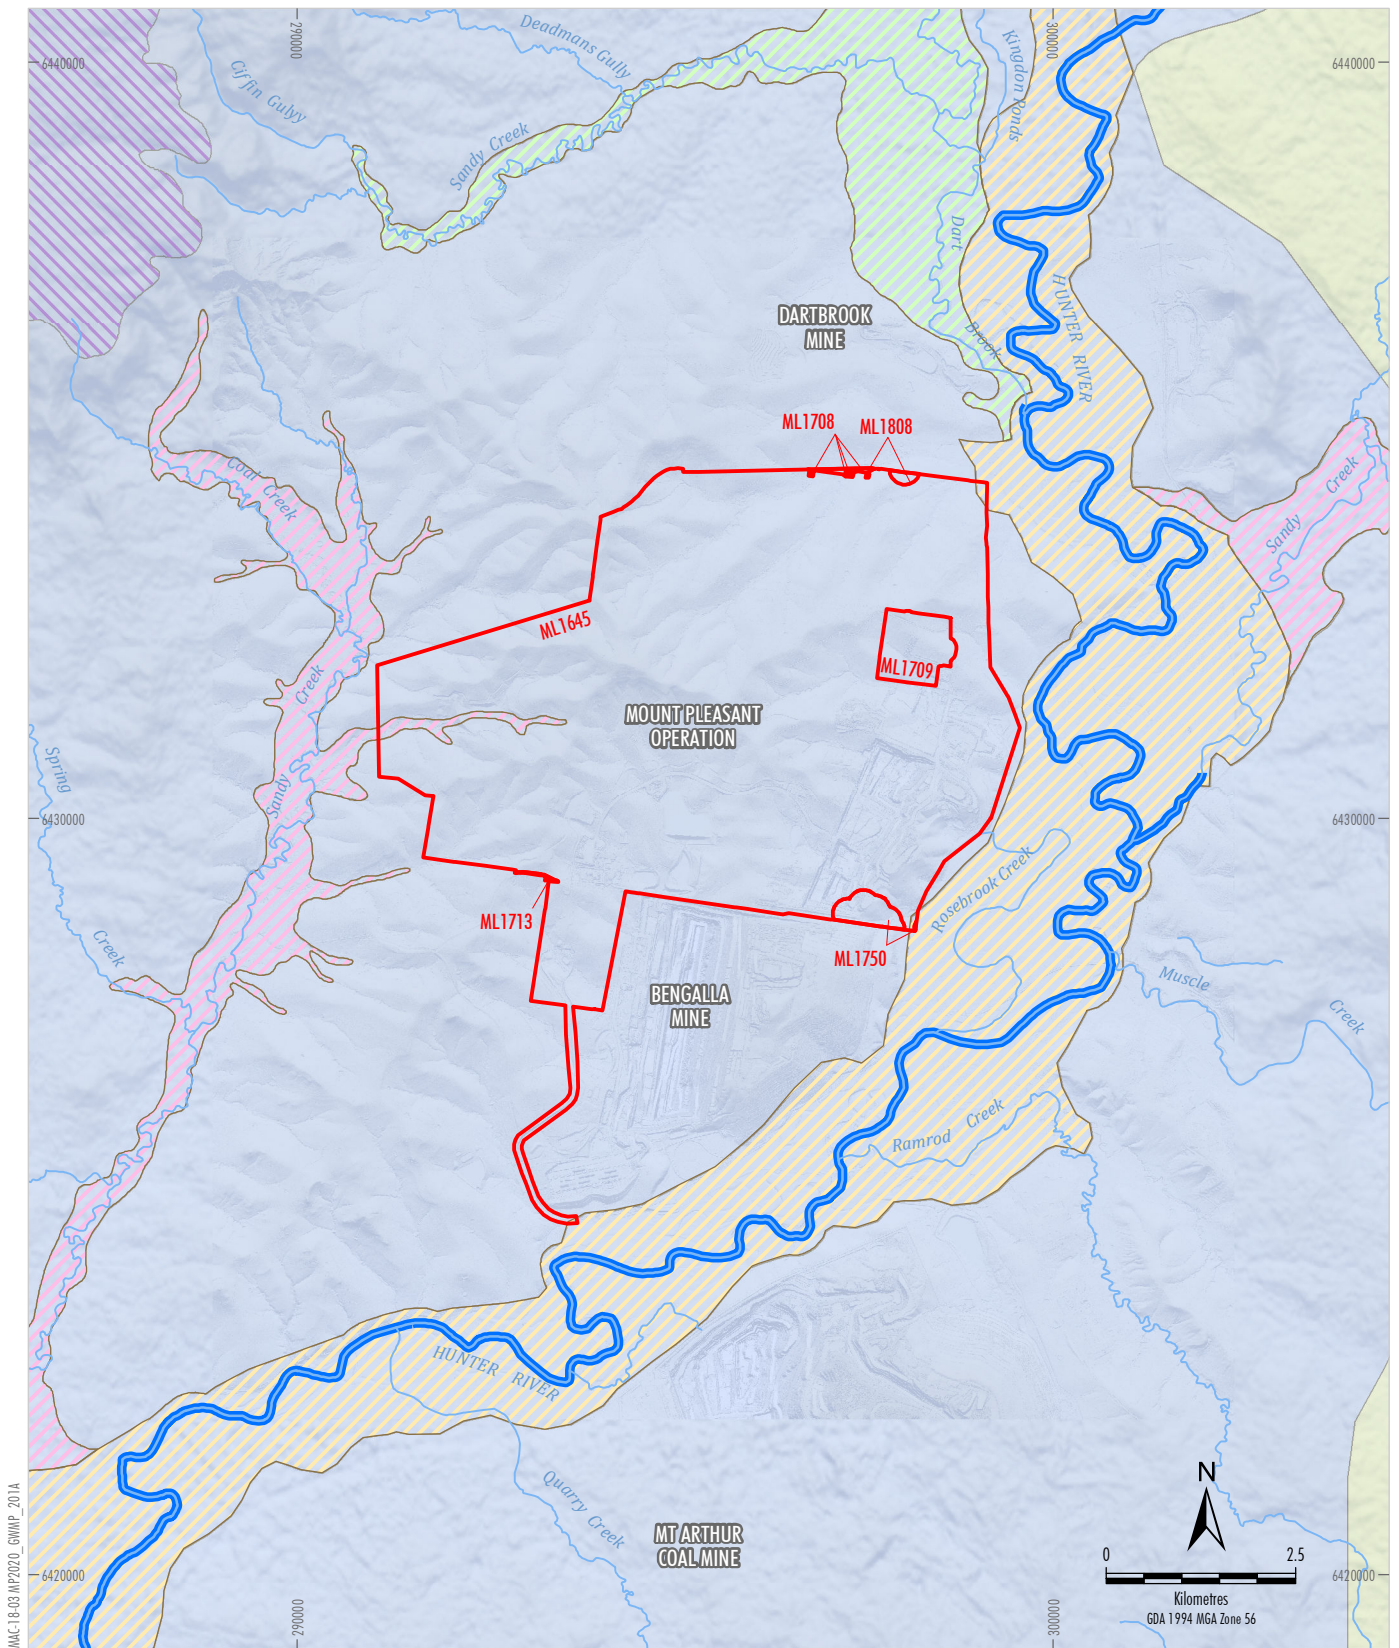 290000
300000
6440000
6440000
Deadmans Gully
Kingdon Ponds
Ciffin Gulyy
Sandy Creek
Dart
Brook
HUNTER RIVER
DARTBROOK
MINE
ML1708
ML1808
Coal Creek
Sandy Creek
ML1645
ML1709
MOUNT PLEASANT
OPERATION
Sandy Creek
Spring
Creek
6430000
6430000
Rosebrook Creek
ML1713
ML1750
BENGALLA
MINE
Muscle
Creek
Ramrod Creek
HUNTER RIVER
Quarry Creek
MT ARTHUR
COAL MINE
N
0 2.5
Kilometres
GDA 1994 MGA Zone 56
6420000
6420000
290000
300000
MAC-18-03 MP2020_GWMP_201A